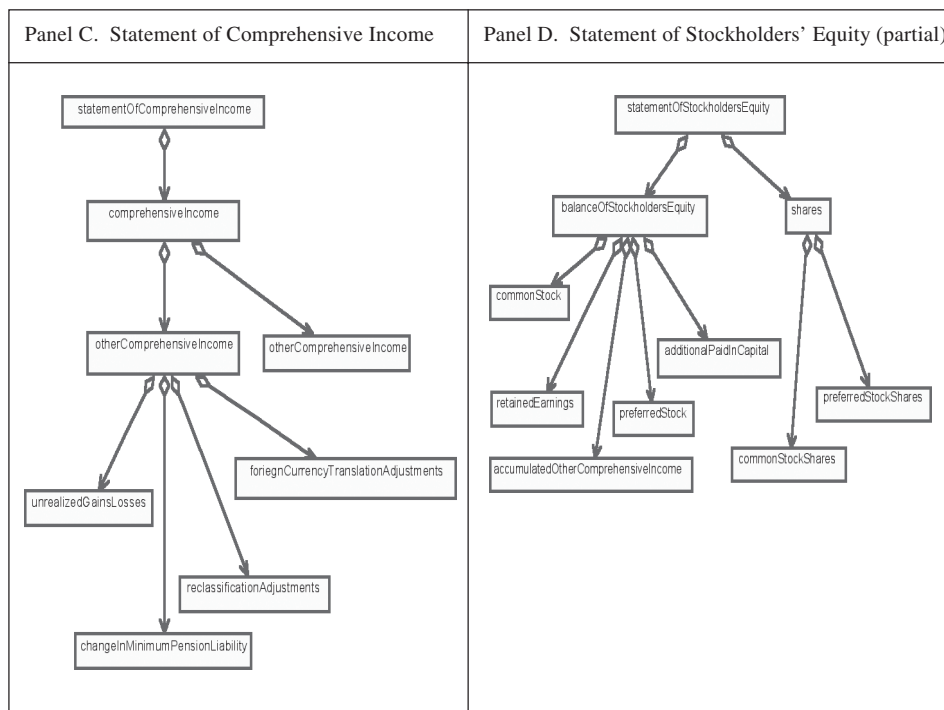 Panel C. Statement of Comprehensive Income
statementOfComprehensiveIncome
comprehensiveIncome
otherComprehensiveIncome
otherComprehensiveIncome
foriegnCurrencyTranslationAdjustments
unrealizedGainsLosses
reclassificationAdjustments
changeInMinimumPensionLiability
Panel D. Statement of Stockholders' Equity (partial)
statementOfStockholdersEquity
balanceOfStockholdersEquity
shares
commonStock
additionalPaidInCapital
retainedEarnings
preferredStock
preferredStockShares
accumulatedOtherComprehensiveIncome
commonStockShares